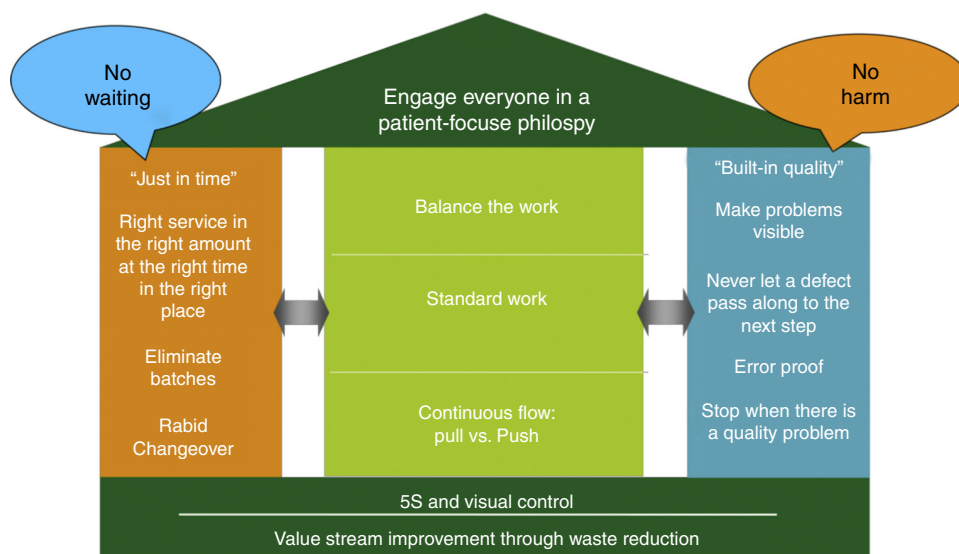 No
waiting
No
harm
Engage everyone in a
patient-focuse philospy
“Just in time”
Right service in
the right amount
at the right time
in the right
place
Eliminate
batches
Rabid
Changeover
Balance the work
Standard work
Continuous flow:
pull vs. Push
“Built-in quality”
Make problems
visible
Never let a defect
pass along to the
next step
Error proof
Stop when there is
a quality problem
5S and visual control
Value stream improvement through waste reduction